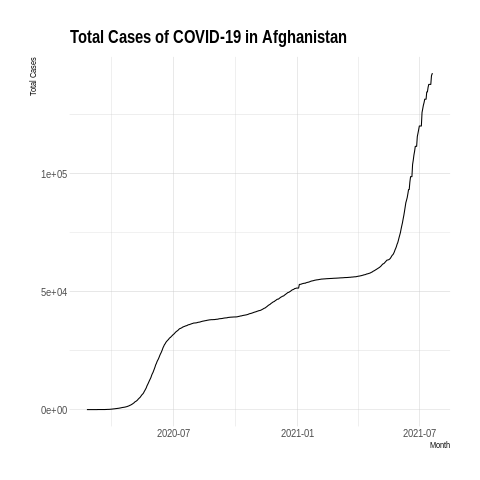 Total Cases of COVID-19 in Afghanistan
Total Cases
1e+05
5e+04
0e+00
2020-07 2021-01 2021-07
Month